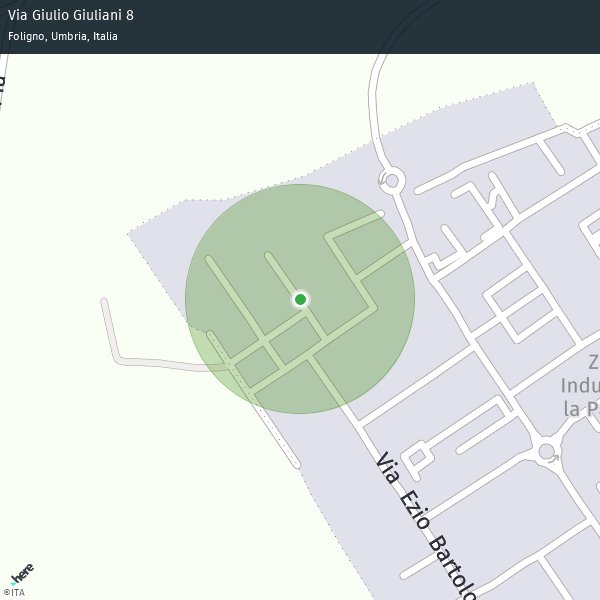 Via Giulio Giuliani 8
Foligno, Umbria, Italia
Z
Indu
la P
Via Ezio Bartolo
here
©ITA